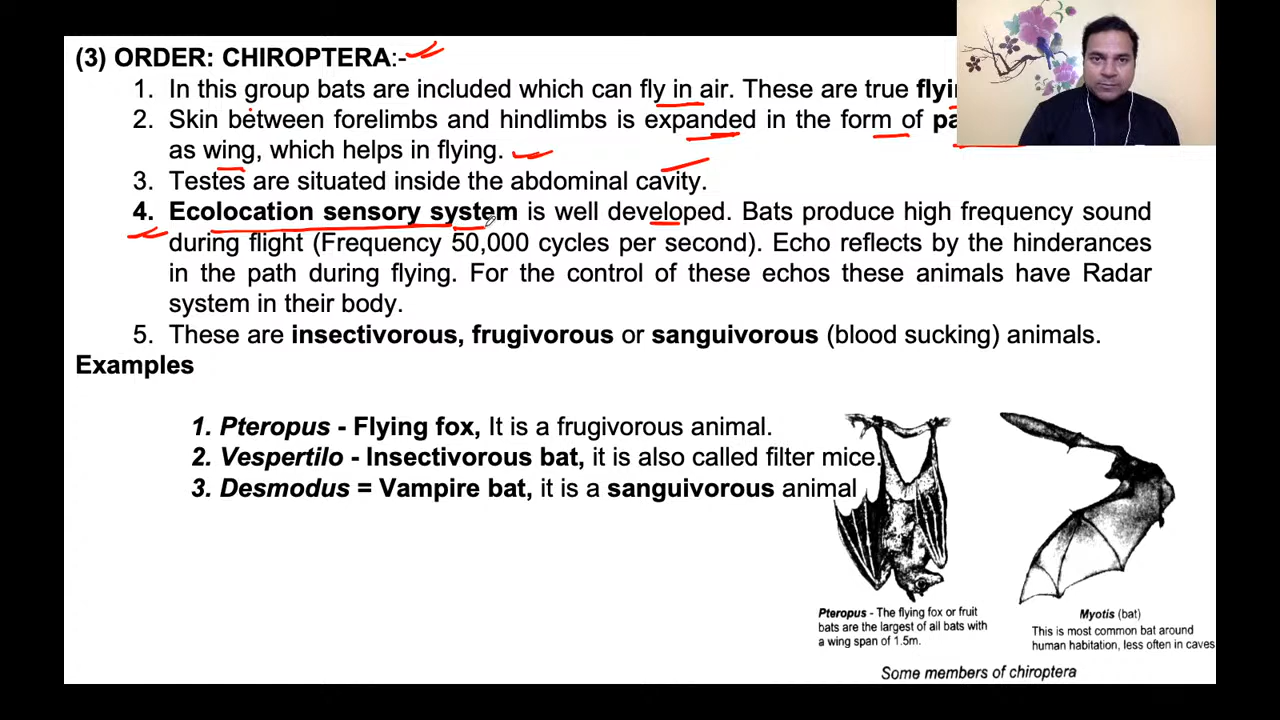 (3) ORDER: CHIROPTERA:-
1. In this group bats are included which can fly in air. These are true
2. Skin between forelimbs and hindlimbs is expanded in the form of
as wing, which helps in flying.
3. Testes are situated inside the abdominal cavity.
4. Ecolocation sensory system is well developed. Bats produce high frequency sound
during flight (Frequency 50,000 cycles per second). Echo reflects by the hinderances
in the path during flying. For the control of these echos these animals have Radar
system in their body.
5. These are insectivorous, frugivorous or sanguivorous (blood sucking) animals.
Examples
1. Pteropus - Flying fox, It is a frugivorous animal.
2. Vespertilo - Insectivorous bat, it is also called filter mice.
3. Desmodus = Vampire bat, it is a sanguivorous animal
Pteropus - The flying fox or fruit
bats are the largest of all bats with
a wing span of 1.5m.
Myotis (bat)
This is most common bat around
human habitation, less often in caves
Some members of chiroptera